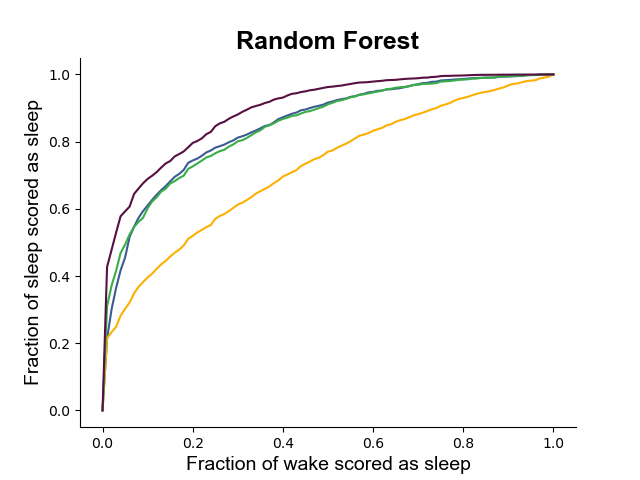 Random Forest
Fraction of sleep scored as sleep
1.0
0.8
0.6
0.4
0.2
0.0
0.0 0.2 0.4 0.6 0.8 1.0
Fraction of wake scored as sleep